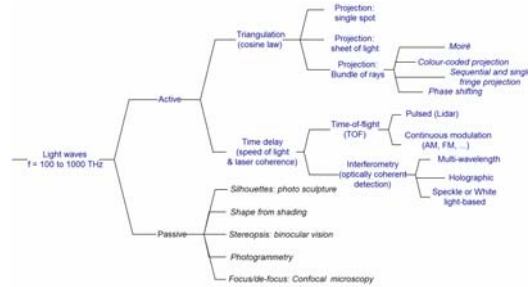 Light waves
f = 100 to 1000 THz
Active
Triangulation
(cosine law)
Projection:
single spot
Projection:
sheet of light
Projection:
Bundle of rays
Moiré
Colour-coded projection
Sequential and single
fringe projection
Phase shifting
Time delay
(speed of light
& laser coherence)
Time-of-flight
(TOF)
Pulsed (Lidar)
Continuous modulation
(AM, FM, ...)
Interferometry
(optically coherent
detection)
Multi-wavelength
Holographic
Speckle or White
light-based
Passive
Silhouettes: photo sculpture
Shape from shading
Stereopsis: binocular vision
Photogrammetry
Focus/de-focus: Confocal microscopy